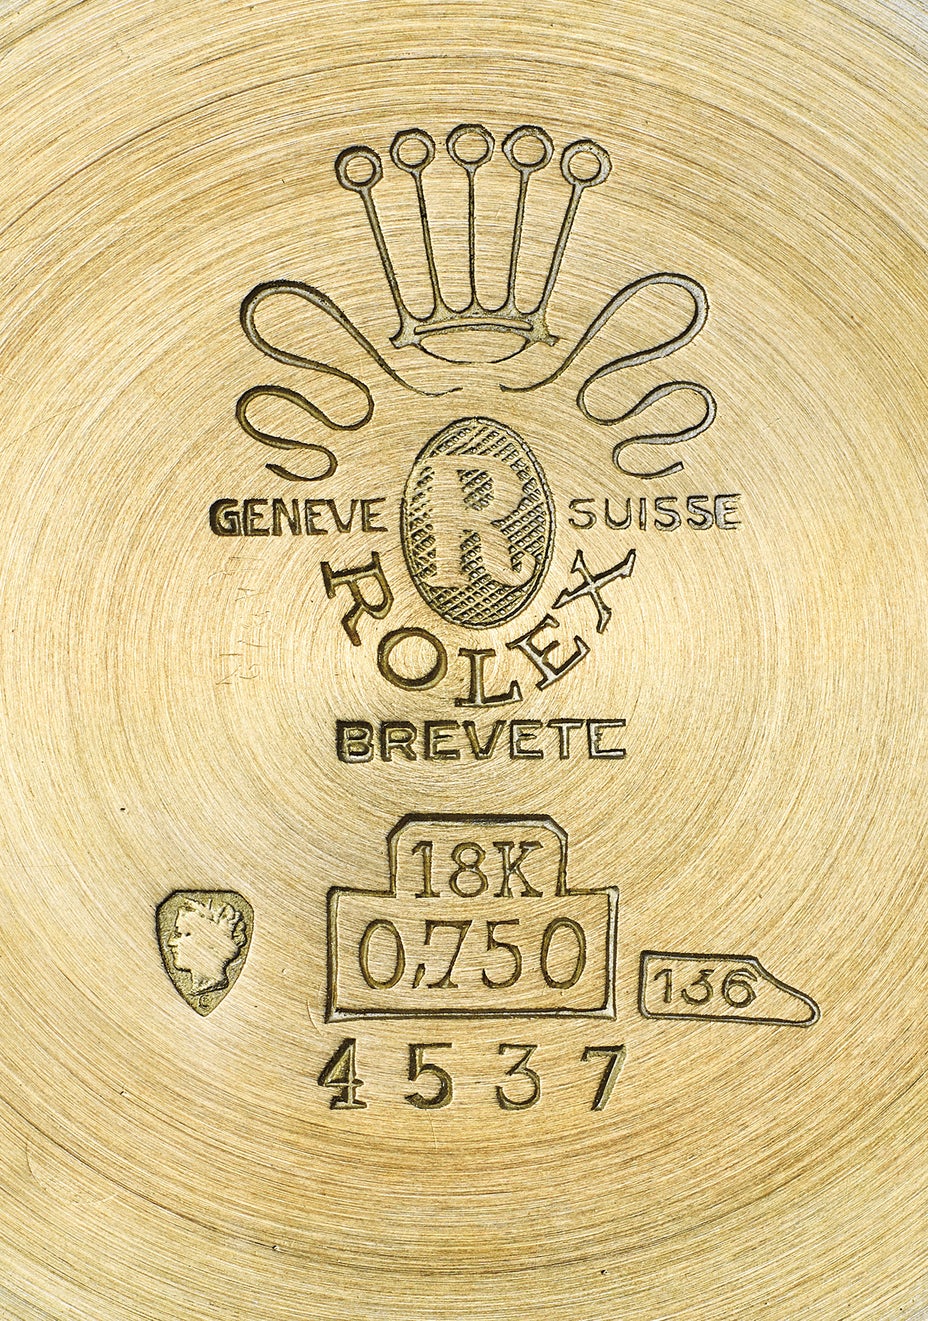 R
GENEVE SUISSE
ROLEX
BREVETE
18K
0,750
136
4537